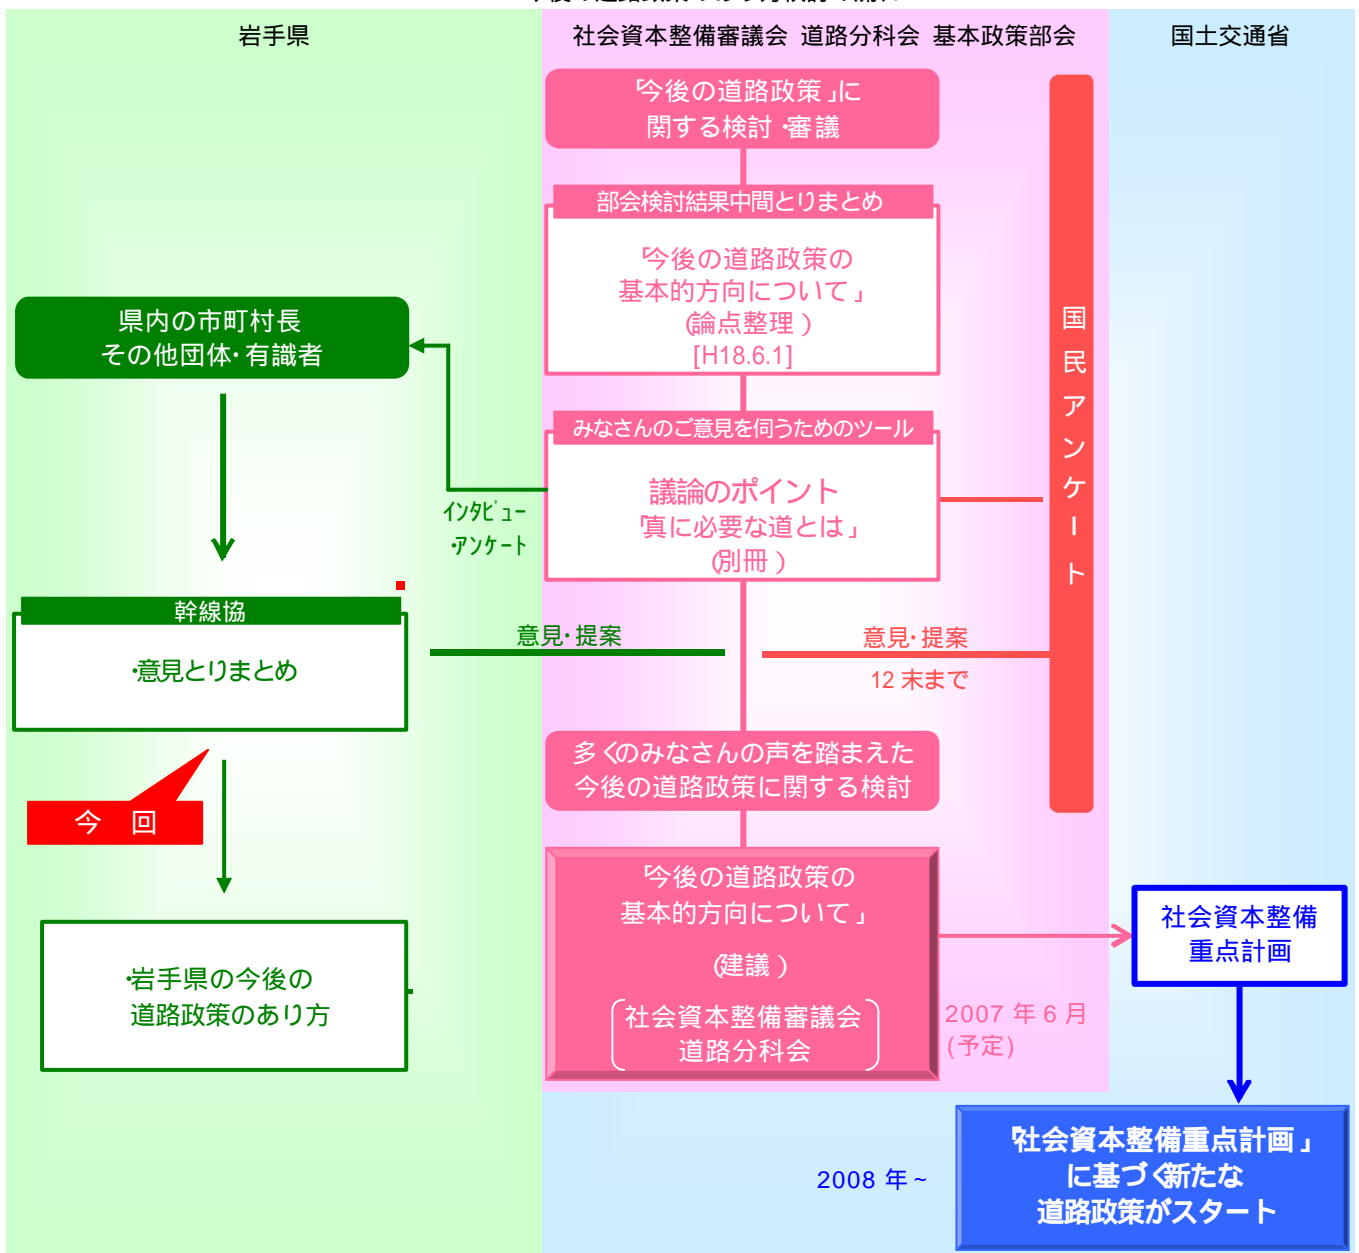 岩手県
社会資本整備審議会 道路分科会 基本政策部会
国土交通省
「今後の道路政策」に
関する検討・審議
部会検討結果中間とりまとめ
「今後の道路政策の
基本的方向について」
(論点整理)
[H18.6.1]
国民アンケート
県内の市町村長
その他団体・有識者
みなさんのご意見を伺うためのツール
議論のポイント
「真に必要な道とは」
(別冊)
インタビュー
・アンケート
幹線協
・意見とりまとめ
意見・提案
意見・提案
12 末まで
今 回
多くのみなさんの声を踏まえた
今後の道路政策に関する検討
「今後の道路政策の
基本的方向について」
(建議)
社会資本整備審議会
道路分科会
2007 年 6 月
(予定)
社会資本整備
重点計画
・岩手県の今後の
道路政策のあり方
2008 年 ~
「社会資本整備重点計画」
に基づく新たな
道路政策がスタート